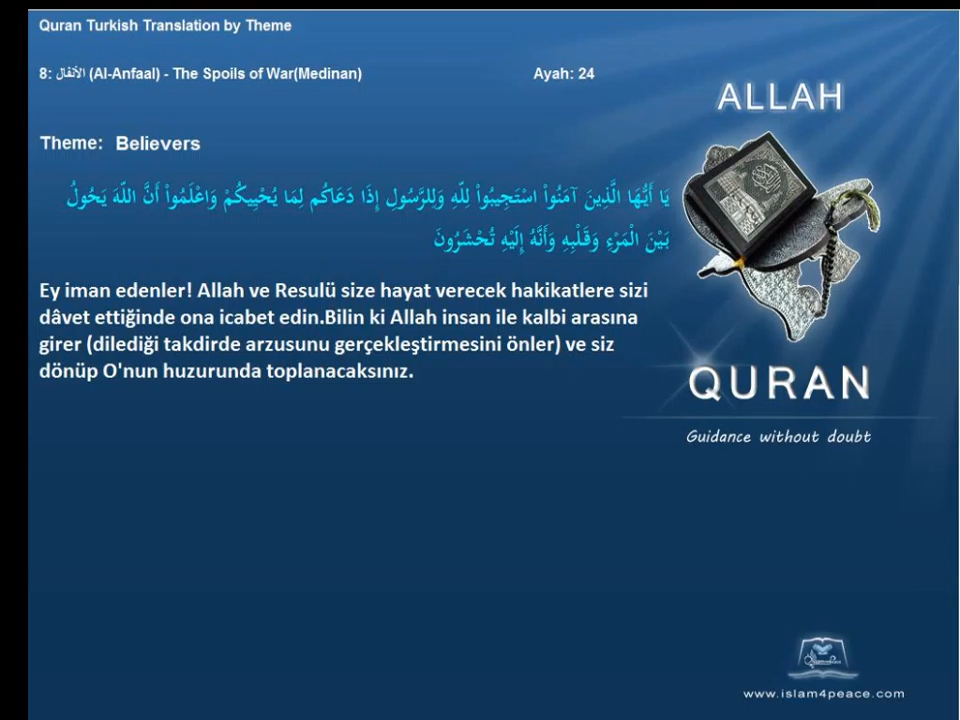 Quran Turkish Translation by Theme
8: الأنفال (Al-Anfaal) - The Spoils of War(Medinan) Ayah: 24
Theme: Believers
يَا أَيُّهَا الَّذِينَ آمَنُواْ اسْتَجِيبُواْ لِلّهِ وَلِلرَّسُولِ إِذَا دَعَاكُم لِمَا يُحْيِيكُمْ وَاعْلَمُواْ أَنَّ اللّهَ يَحُولُ
بَيْنَ الْمَرْءِ وَقَلْبِهِ وَأَنَّهُ إِلَيْهِ تُحْشَرُونَ
Ey iman edenler! Allah ve Resulü size hayat verecek hakikatlere sizi
dâvet ettiğinde ona icabet edin.Bilin ki Allah insan ile kalbi arasına
girer (dilediği takdirde arzusunu gerçekleştirmesini önler) ve siz
dönüp O'nun huzurunda toplanacaksınız.
ALLAH
QURAN
Guidance without doubt
www.islam4peace.com